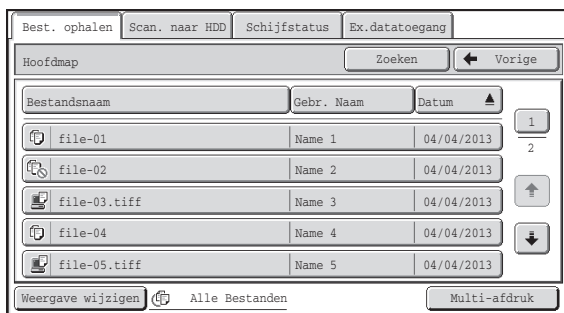 Best. ophalen Scan. naar HDD Schijfstatus Ex.datatoegang
Hoofdmap Zoeken Vorige
Bestandsnaam Gebr. Naam Datum
1
2
file-01 Name 1 04/04/2013
file-02 Name 2 04/04/2013
file-03.tiff Name 3 04/04/2013
file-04 Name 4 04/04/2013
file-05.tiff Name 5 04/04/2013
Weergave wijzigen Alle Bestanden Multi-afdruk